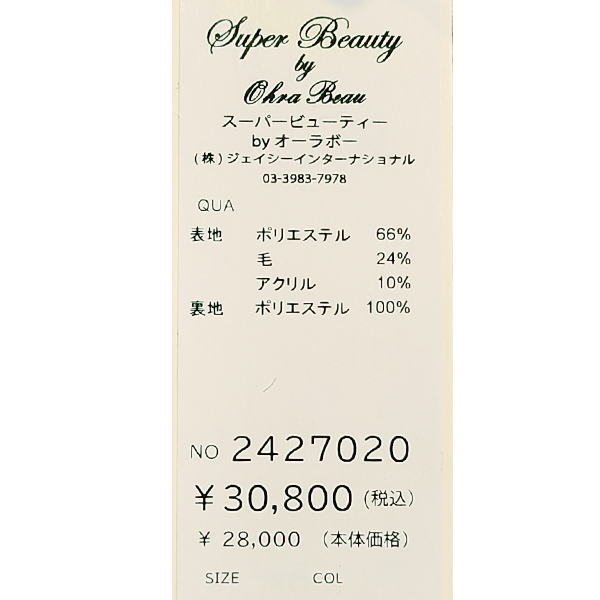 Super Beauty
by
Ohra Beau
スーパービューティー
by オーラボー
(株)ジェイシーインターナショナル
03-3983-7978
QUA
表地 ポリエステル 66%
毛 24%
アクリル 10%
裏地 ポリエステル 100%
NO 2427020
¥30,800 (税込)
¥ 28,000 (本体価格)
SIZE COL